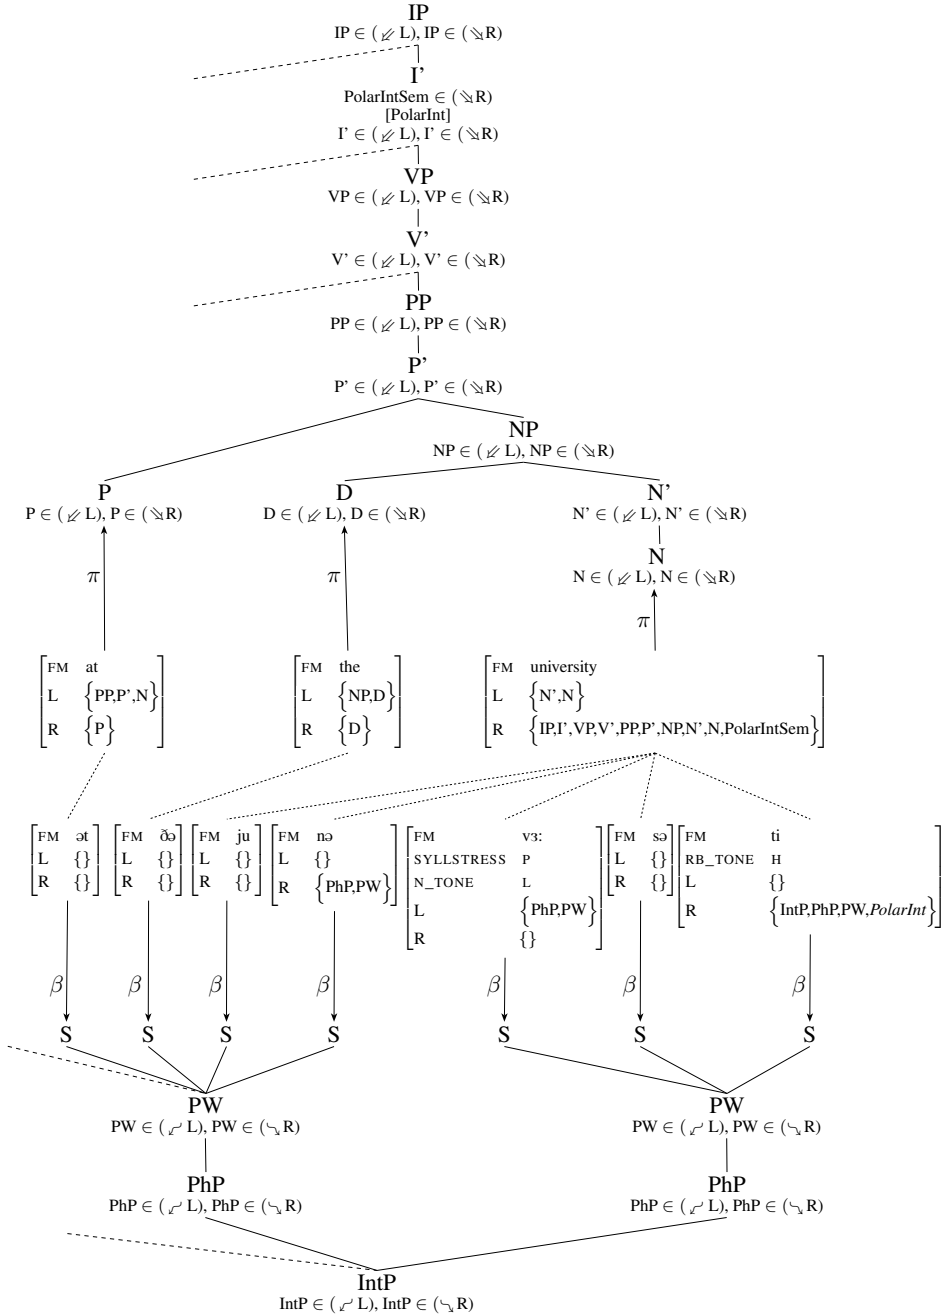 IP
IP ∈ (⇙ L), IP ∈ (⇘R)
I’
PolarIntSem ∈ (⇘R)
[PolarInt]
I’ ∈ (⇙ L), I’ ∈ (⇘R)
VP
VP ∈ (⇙ L), VP ∈ (⇘R)
V’
V’ ∈ (⇙ L), V’ ∈ (⇘R)
PP
PP ∈ (⇙ L), PP ∈ (⇘R)
P’
P’ ∈ (⇙ L), P’ ∈ (⇘R)
NP
NP ∈ (⇙ L), NP ∈ (⇘R)
P D N’
P ∈ (⇙ L), P ∈ (⇘R) D ∈ (⇙ L), D ∈ (⇘R) N’ ∈ (⇙ L), N’ ∈ (⇘R)
N
N ∈ (⇙ L), N ∈ (⇘R)
π π
π
FM at FM the FM university
L {PP,P’,N} L {NP,D} L {N’,N}
R {P} R {D} R {IP,I’,VP,V’,PP,P’,NP,N’,N,PolarIntSem}
FM ət FM ðə FM ju FM nə FM vɜː FM sə FM ti
L {} L {} L {} L {} SYLLSTRESS P L {} RB_TONE H
R {} R {} R {} R {PhP,PW} N_TONE L R {} L {}
L {PhP,PW} R {IntP,PhP,PW,PolarInt}
R {}
β β β β β β β
S S S S S S S
PW PW
PW ∈ (⤶ L), PW ∈ (⤷ R) PW ∈ (⤶ L), PW ∈ (⤷ R)
PhP PhP
PhP ∈ (⤶ L), PhP ∈ (⤷ R) PhP ∈ (⤶ L), PhP ∈ (⤷ R)
IntP
IntP ∈ (⤶ L), IntP ∈ (⤷ R)